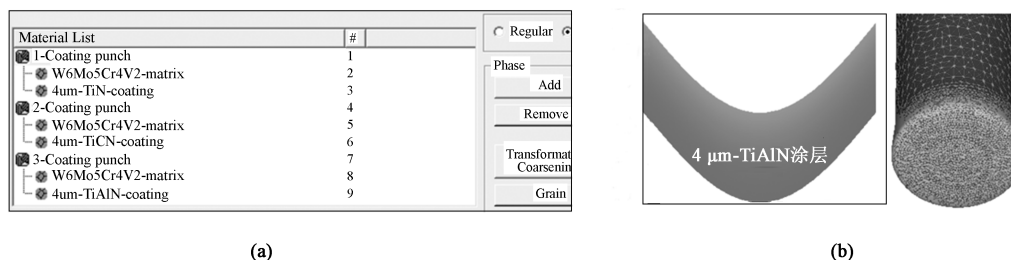 Material List #
1-Coating punch 1
W6Mo5Cr4V2-matrix 2
4um-TiN-coating 3
2-Coating punch 4
W6Mo5Cr4V2-matrix 5
4um-TiCN-coating 6
3-Coating punch 7
W6Mo5Cr4V2-matrix 8
4um-TiAlN-coating 9
Regular
Phase
Add
Remove
Grain
4 μm-TiAlN涂层
(a)
(b)